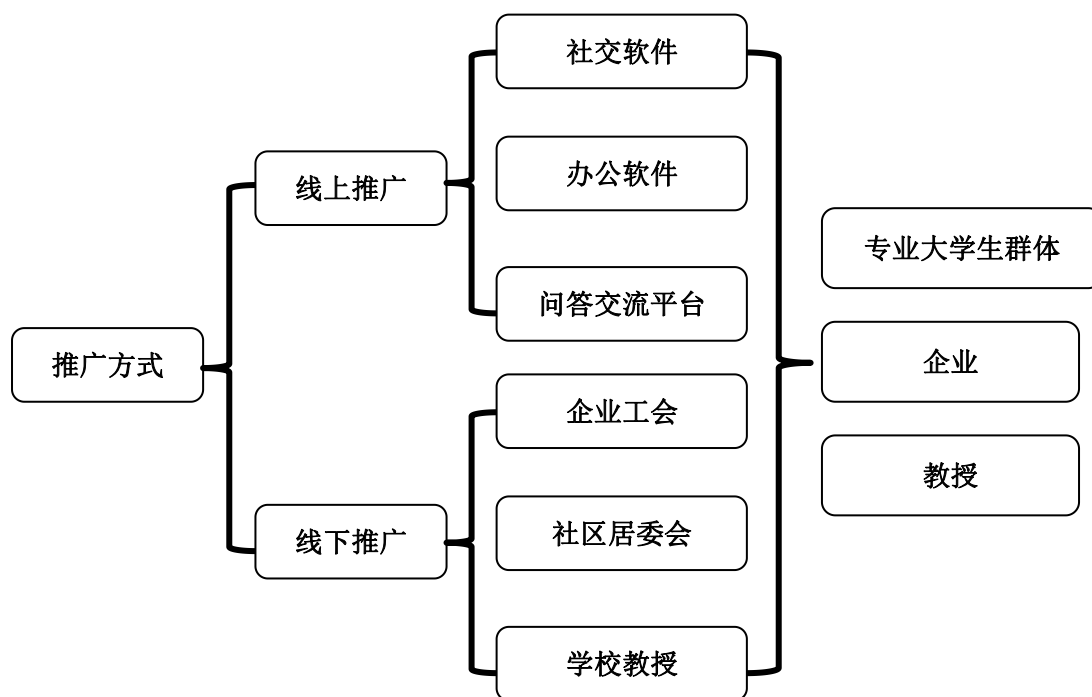 推广方式
线上推广
社交软件
办公软件
问答交流平台
线下推广
企业工会
社区居委会
学校教授
专业大学生群体
企业
教授